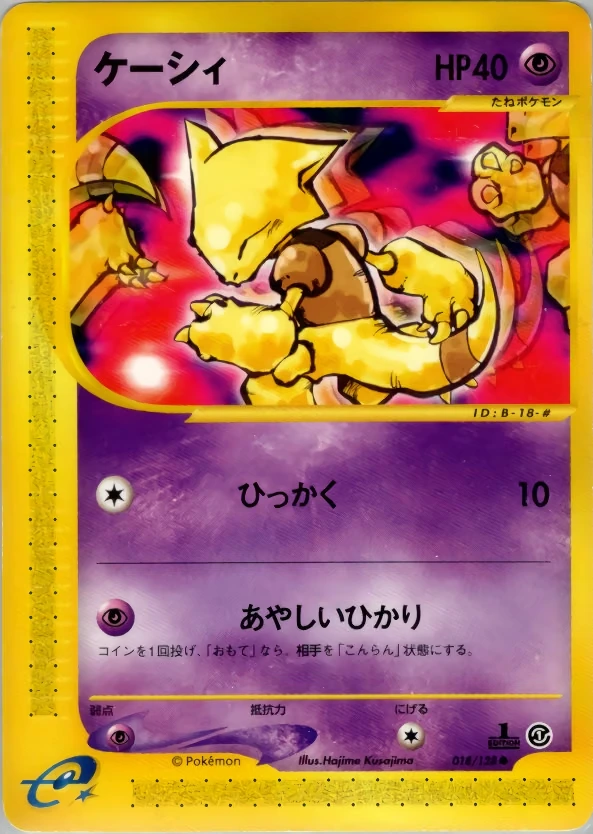 ケーシィ HP40
たねポケモン
ID:B-18-#
ひっかく 10
あやしいひかり
コインを1回投げ、「おもて」なら、相手を「こんらん」状態にする。
弱点 抵抗力 にげる
1
EDITION
© Pokémon Illus.Hajime Kusajima 018/128 ●
e